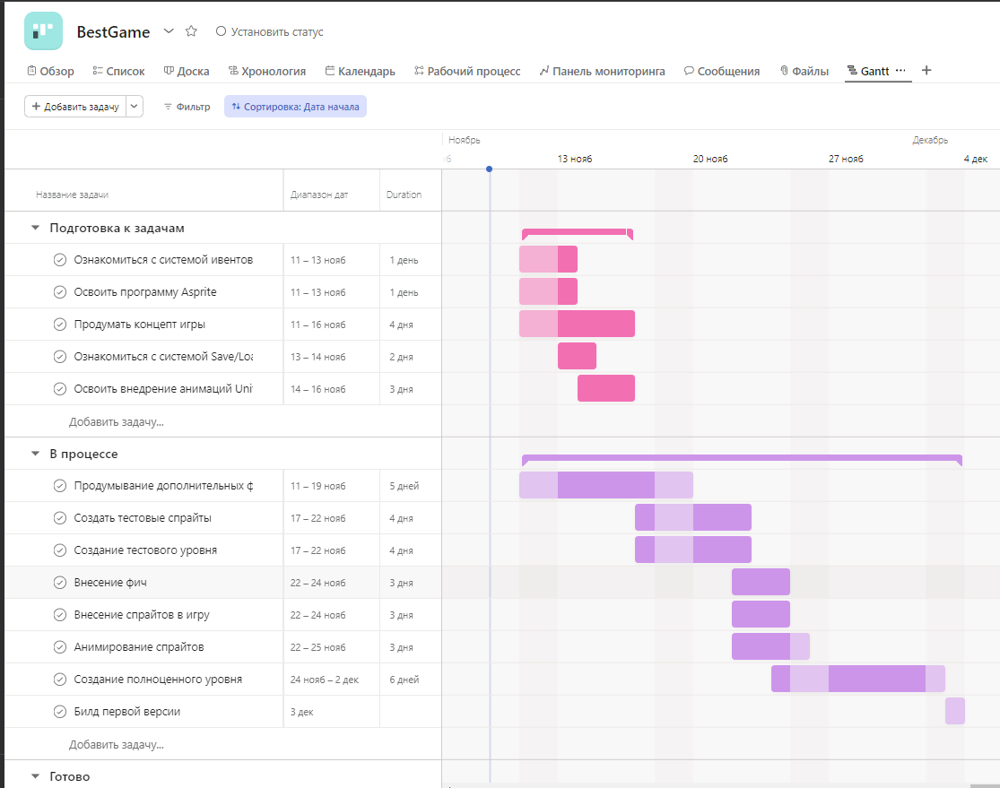 BestGame Установить статус
Обзор Список Доска Хронология Календарь Рабочий процесс Панель мониторинга Сообщения Файлы Gantt ... +
+ Добавить задачу Фильтр Сортировка: Дата начала
Ноябрь Декабрь
13 нояб 20 нояб 27 нояб 4 дек
Название задачи Диапазон дат Duration
Подготовка к задачам
Ознакомиться с системой ивентов 11 – 13 нояб 1 день
Освоить программу Asprite 11 – 13 нояб 1 день
Продумать концепт игры 11 – 16 нояб 4 дня
Ознакомиться с системой Save/Loa 13 – 14 нояб 2 дня
Освоить внедрение анимаций Uni 14 – 16 нояб 3 дня
Добавить задачу...
В процессе
Продумывание дополнительных ф 11 – 19 нояб 5 дней
Создать тестовые спрайты 17 – 22 нояб 4 дня
Создание тестового уровня 17 – 22 нояб 4 дня
Внесение фич 22 – 24 нояб 3 дня
Внесение спрайтов в игру 22 – 24 нояб 3 дня
Анимирование спрайтов 22 – 25 нояб 3 дня
Создание полноценного уровня 24 нояб – 2 дек 6 дней
Билд первой версии 3 дек
Добавить задачу...
Готово